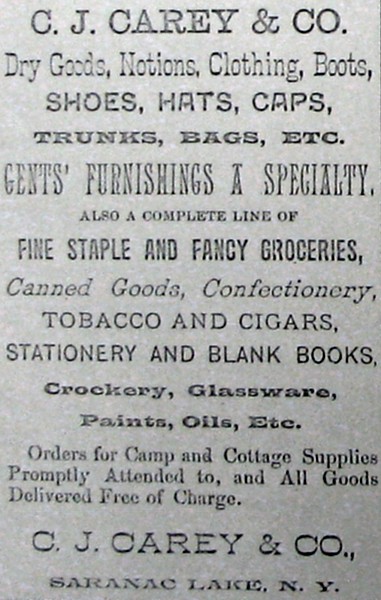 C. J. CAREY & CO.
Dry Goods, Notions, Clothing, Boots,
SHOES, HATS, CAPS,
TRUNKS, BAGS, ETC.
GENTS' FURNISHINGS A SPECIALTY.
ALSO A COMPLETE LINE OF
FINE STAPLE AND FANCY GROCERIES,
Canned Goods, Confectionery,
TOBACCO AND CIGARS,
STATIONERY AND BLANK BOOKS,
Crockery, Glassware,
Paints, Oils, Etc.
Orders for Camp and Cottage Supplies
Promptly Attended to, and All Goods
Delivered Free of Charge.
C. J. CAREY & CO.,
SARANAC LAKE, N. Y.